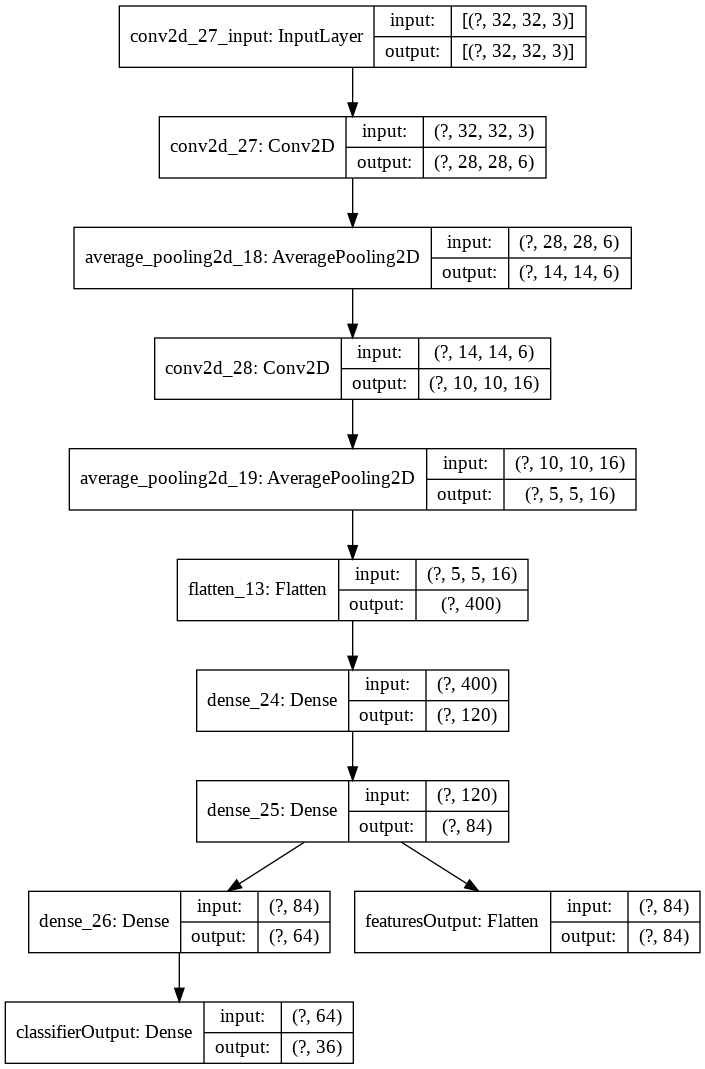 conv2d_27_input: InputLayer
input: [(?, 32, 32, 3)]
output: [(?, 32, 32, 3)]
conv2d_27: Conv2D
input: (?, 32, 32, 3)
output: (?, 28, 28, 6)
average_pooling2d_18: AveragePooling2D
input: (?, 28, 28, 6)
output: (?, 14, 14, 6)
conv2d_28: Conv2D
input: (?, 14, 14, 6)
output: (?, 10, 10, 16)
average_pooling2d_19: AveragePooling2D
input: (?, 10, 10, 16)
output: (?, 5, 5, 16)
flatten_13: Flatten
input: (?, 5, 5, 16)
output: (?, 400)
dense_24: Dense
input: (?, 400)
output: (?, 120)
dense_25: Dense
input: (?, 120)
output: (?, 84)
dense_26: Dense
input: (?, 84)
output: (?, 64)
featuresOutput: Flatten
input: (?, 84)
output: (?, 84)
classifierOutput: Dense
input: (?, 64)
output: (?, 36)